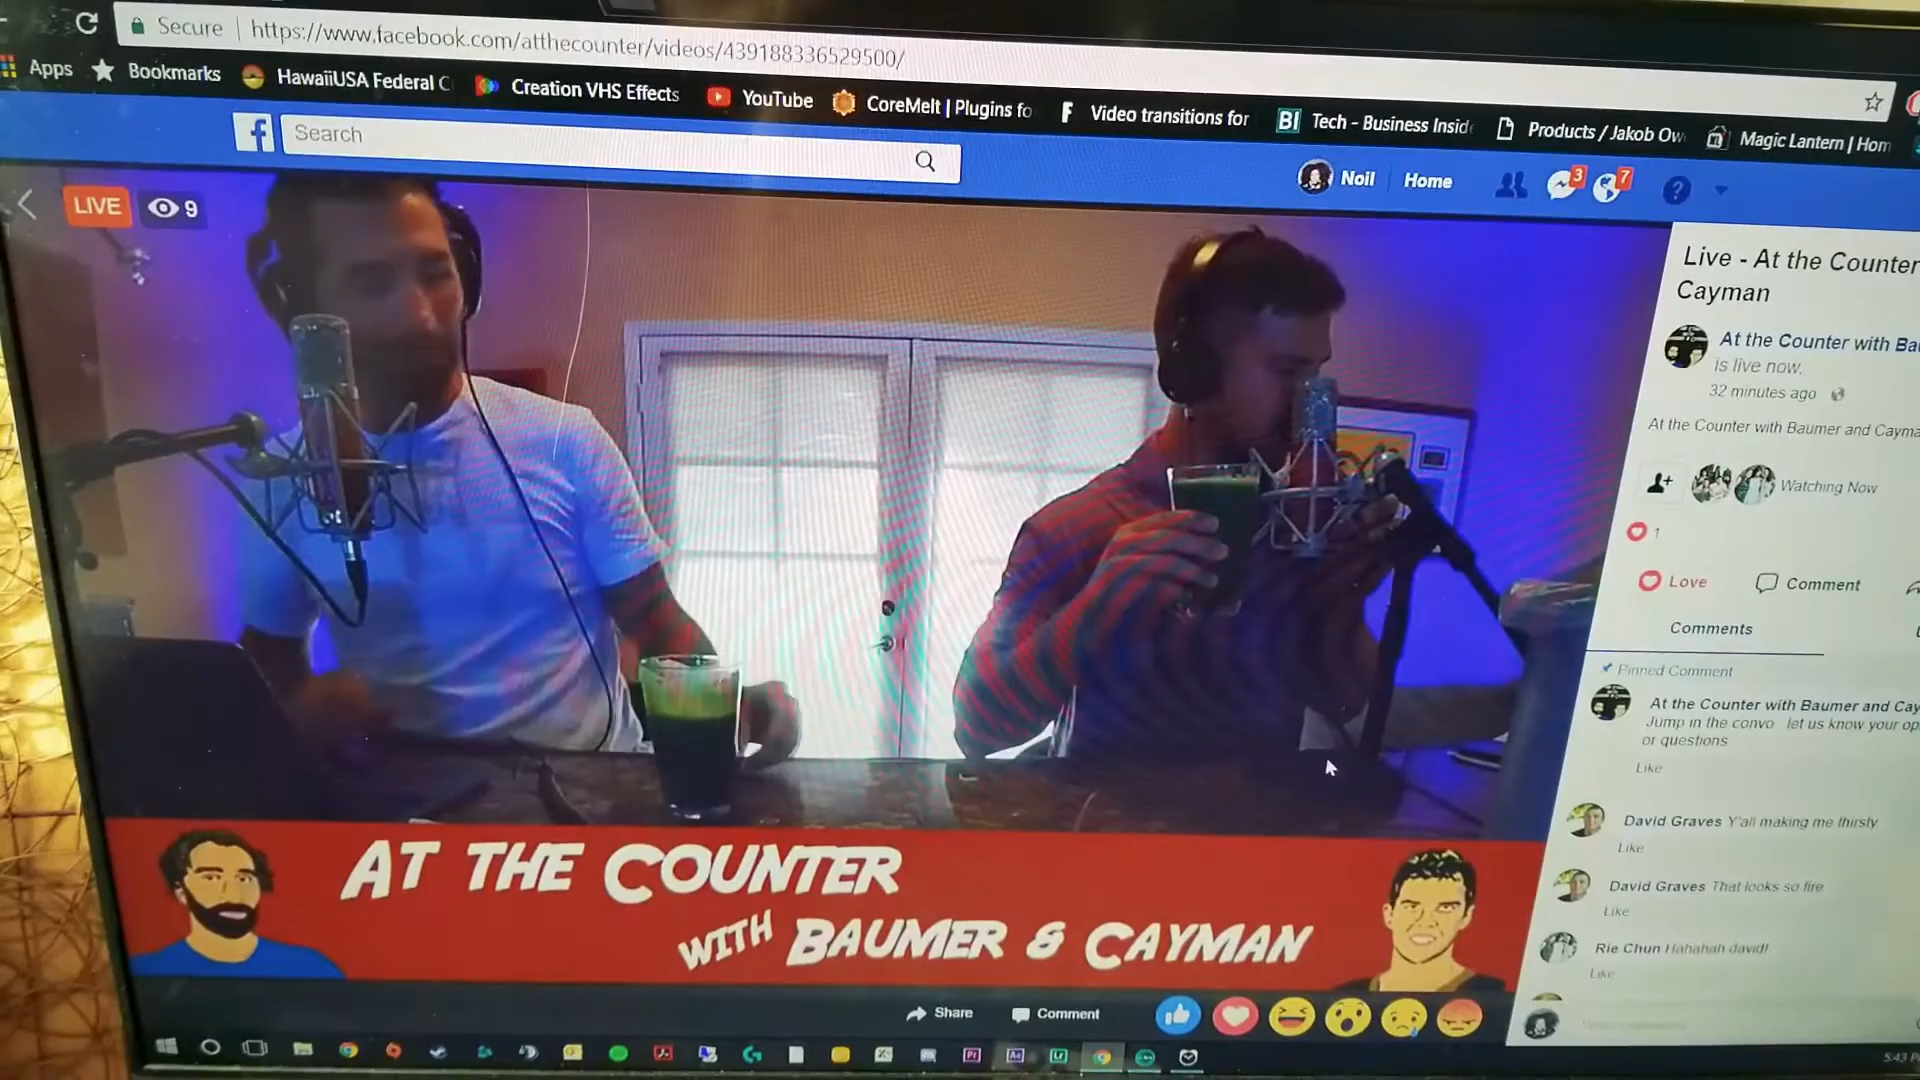 Secure | https://www.facebook.com/atthecounter/videos/439188336529500/
Apps Bookmarks HawaiiUSA Federal C Creation VHS Effects YouTube CoreMelt | Plugins fo Video transitions for Tech - Business Insid Products / Jakob Ow Magic Lantern | Hom
f Search Noil Home 3 7
LIVE 9
Live - At the Counter
Cayman
At the Counter with Ba
is live now.
32 minutes ago
At the Counter with Baumer and Cayma
Watching Now
1
Love Comment
Comments
Pinned Comment
At the Counter with Baumer and Cay
Jump in the convo let us know your op
or questions
Like
David Graves Y'all making me thirsty
Like
David Graves That looks so fire
Like
Rie Chun Hahahah david!
Like
AT THE COUNTER
WITH BAUMER & CAYMAN
Share Comment
5:43 P